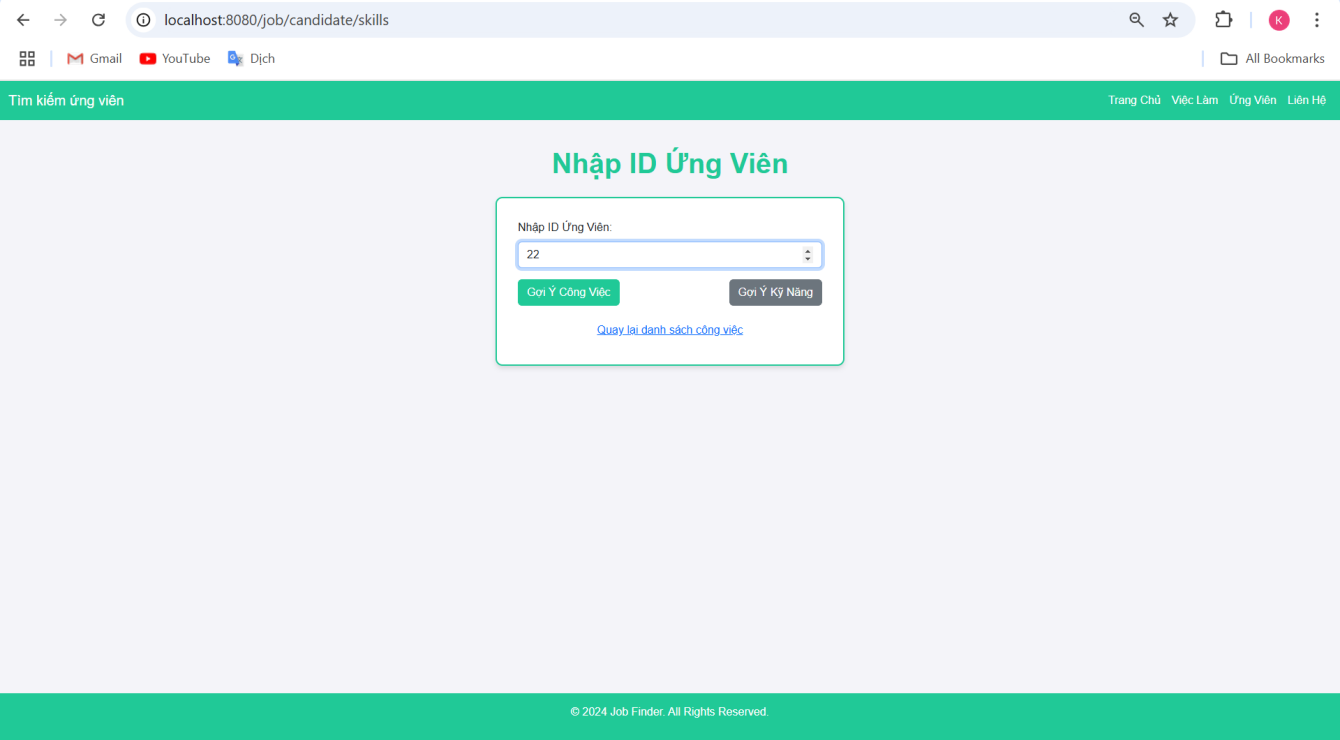 localhost:8080/job/candidate/skills
K
Gmail YouTube Dịch All Bookmarks
Tìm kiếm ứng viên Trang Chủ Việc Làm Ứng Viên Liên Hệ
Nhập ID Ứng Viên
Nhập ID Ứng Viên:
22
Gợi Ý Công Việc Gợi Ý Kỹ Năng
Quay lại danh sách công việc
© 2024 Job Finder. All Rights Reserved.